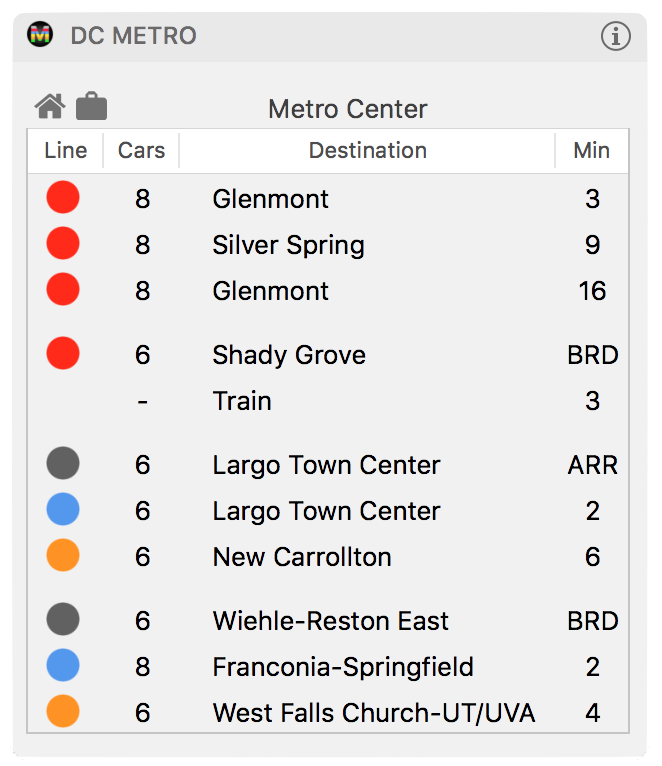 M DC METRO i
Metro Center
Line Cars Destination Min
8 Glenmont 3
8 Silver Spring 9
8 Glenmont 16
6 Shady Grove BRD
- Train 3
6 Largo Town Center ARR
6 Largo Town Center 2
6 New Carrollton 6
6 Wiehle-Reston East BRD
8 Franconia-Springfield 2
6 West Falls Church-UT/UVA 4